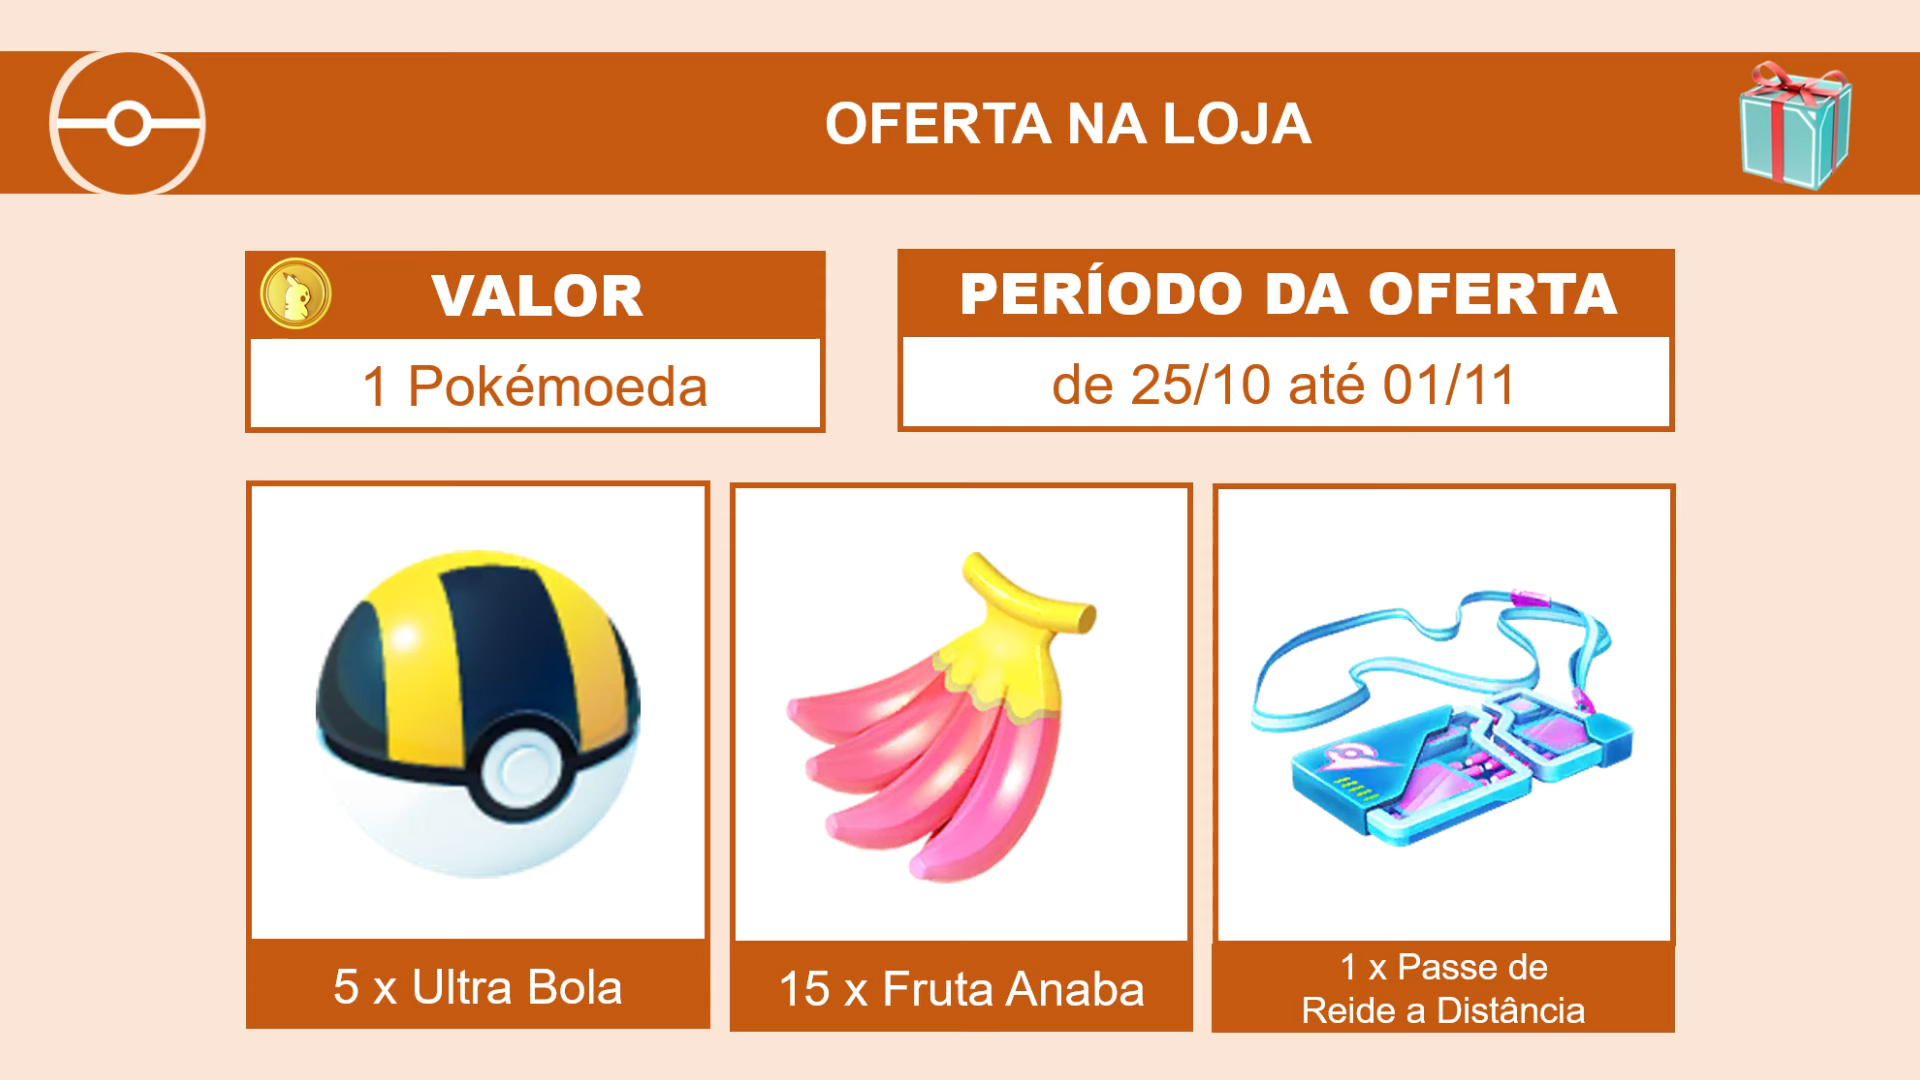 OFERTA NA LOJA
VALOR
1 Pokémoeda
PERÍODO DA OFERTA
de 25/10 até 01/11
5 x Ultra Bola
15 x Fruta Anaba
1 x Passe de
Reide a Distância